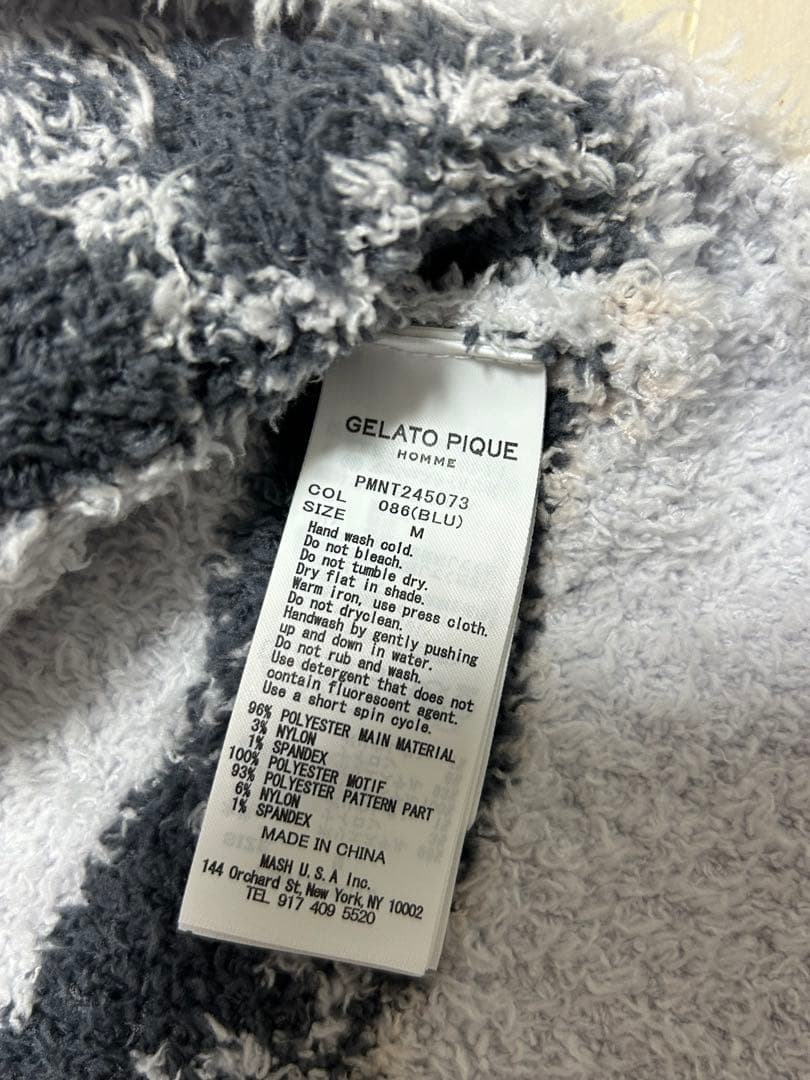 GELATO PIQUE
HOMME
PMNT245073
COL 086(BLU)
SIZE M
Hand wash cold.
Do not bleach.
Do not tumble dry.
Dry flat in shade.
Warm iron, use press cloth.
Do not dryclean.
Handwash by gently pushing
up and down in water.
Do not rub and wash.
Use detergent that does not
contain fluorescent agent.
Use a short spin cycle.
96% POLYESTER MAIN MATERIAL
3% NYLON
1% SPANDEX
100% POLYESTER MOTIF
93% POLYESTER PATTERN PART
6% NYLON
1% SPANDEX
MADE IN CHINA
MASH U.S.A Inc.
144 Orchard St, New York, NY 10002
TEL 917 409 5520